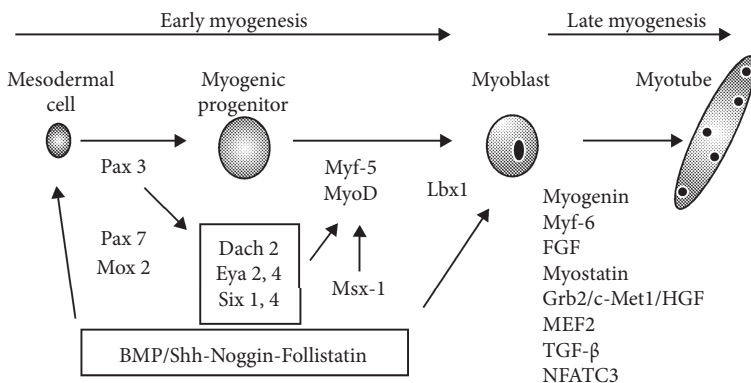 Early myogenesis
Late myogenesis
Mesodermal
cell
Myogenic
progenitor
Myoblast
Myotube
Pax 3
Myf-5
MyoD
Lbx1
Pax 7
Mox 2
Dach 2
Eya 2, 4
Six 1, 4
Msx-1
BMP/Shh-Noggin-Follistatin
Myogenin
Myf-6
FGF
Myostatin
Grb2/c-Met1/HGF
MEF2
TGF-β
NFATC3